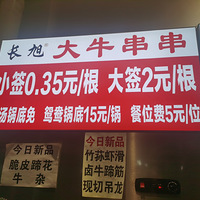 长旭® 大牛串串
小签0.35元/根 大签2元/根
汤锅底免 鸳鸯锅底15元/锅 餐位费5元/位
今日新品
脆皮蹄花
牛杂
今日新品
竹荪虾滑
卤牛蹄筋
现切吊龙